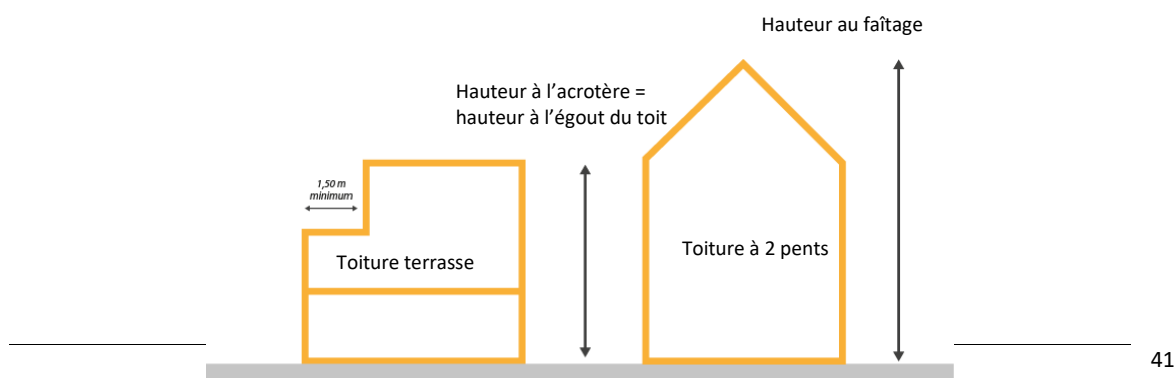 Hauteur au faîtage
Hauteur à l’acrotère =
hauteur à l’égout du toit
1,50 m
minimum
Toiture terrasse
Toiture à 2 pents
41